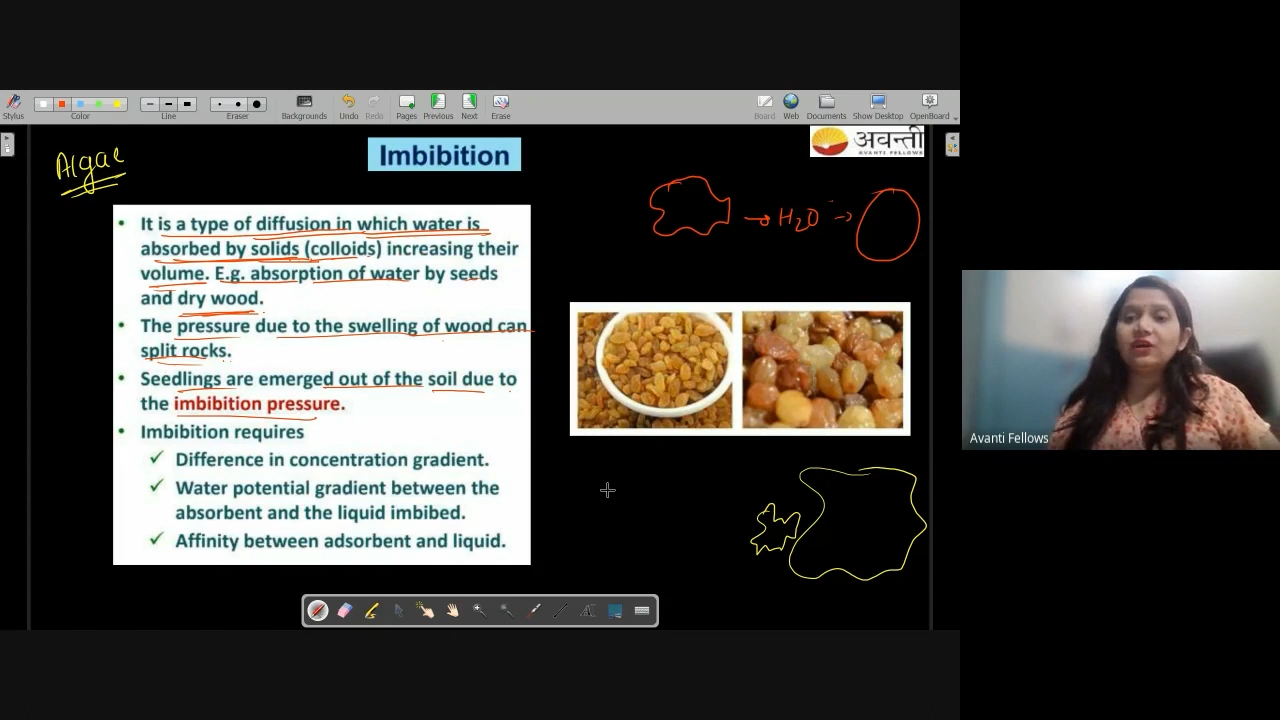 Stylus
Color
Line
Eraser
Backgrounds
Undo
Redo
Pages
Previous
Next
Erase
Board
Web
Documents
Show Desktop
OpenBoard
Algae
Imbibition
अवन्ती
AVANTI FELLOWS
• It is a type of diffusion in which water is
absorbed by solids (colloids) increasing their
volume. E.g. absorption of water by seeds
and dry wood.
• The pressure due to the swelling of wood can
split rocks.
• Seedlings are emerged out of the soil due to
the imbibition pressure.
• Imbibition requires
✓ Difference in concentration gradient.
✓ Water potential gradient between the
absorbent and the liquid imbibed.
✓ Affinity between adsorbent and liquid.
→ H2O →
Avanti Fellows